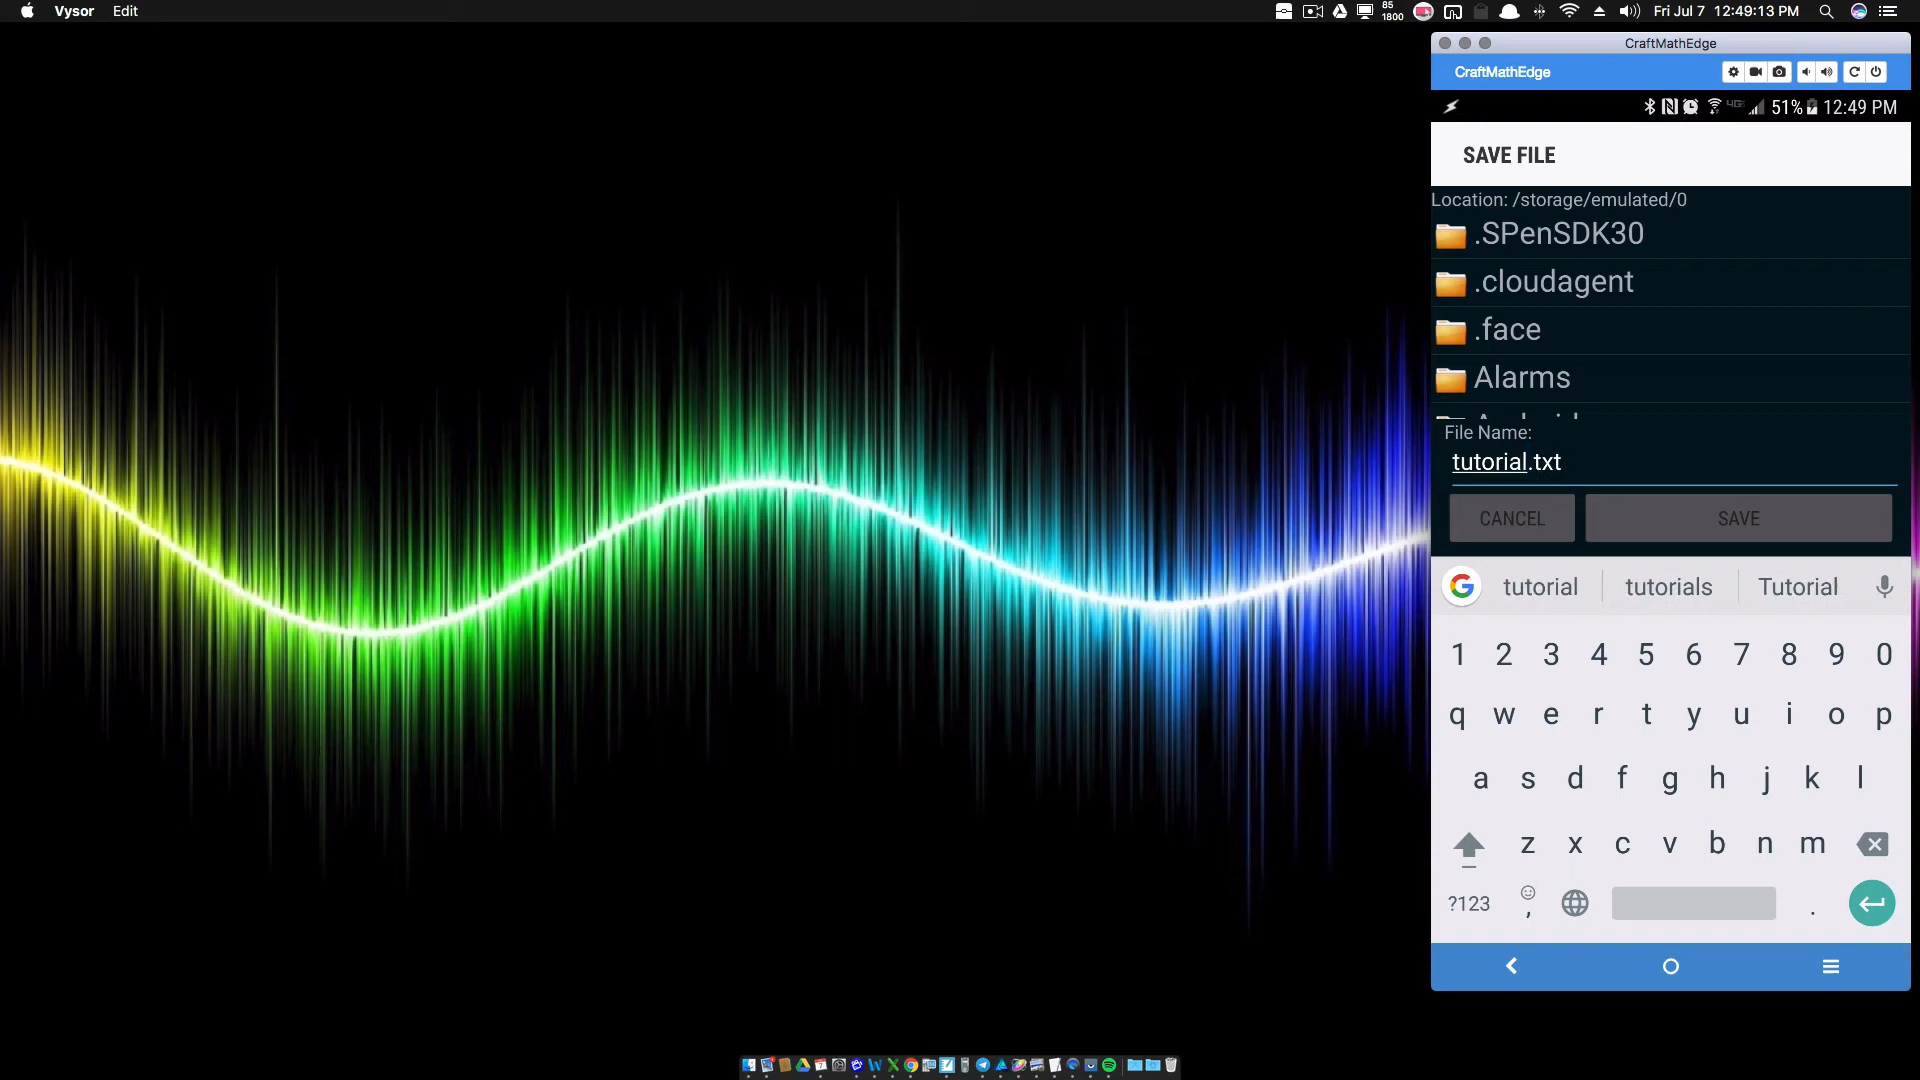 Vysor Edit
85
1800
Fri Jul 7 12:49:13 PM
CraftMathEdge
CraftMathEdge
51% 12:49 PM
SAVE FILE
Location: /storage/emulated/0
.SPenSDK30
.cloudagent
.face
Alarms
File Name:
tutorial.txt
CANCEL SAVE
tutorial tutorials Tutorial
1 2 3 4 5 6 7 8 9 0
q w e r t y u i o p
a s d f g h j k l
z x c v b n m
?123 , .